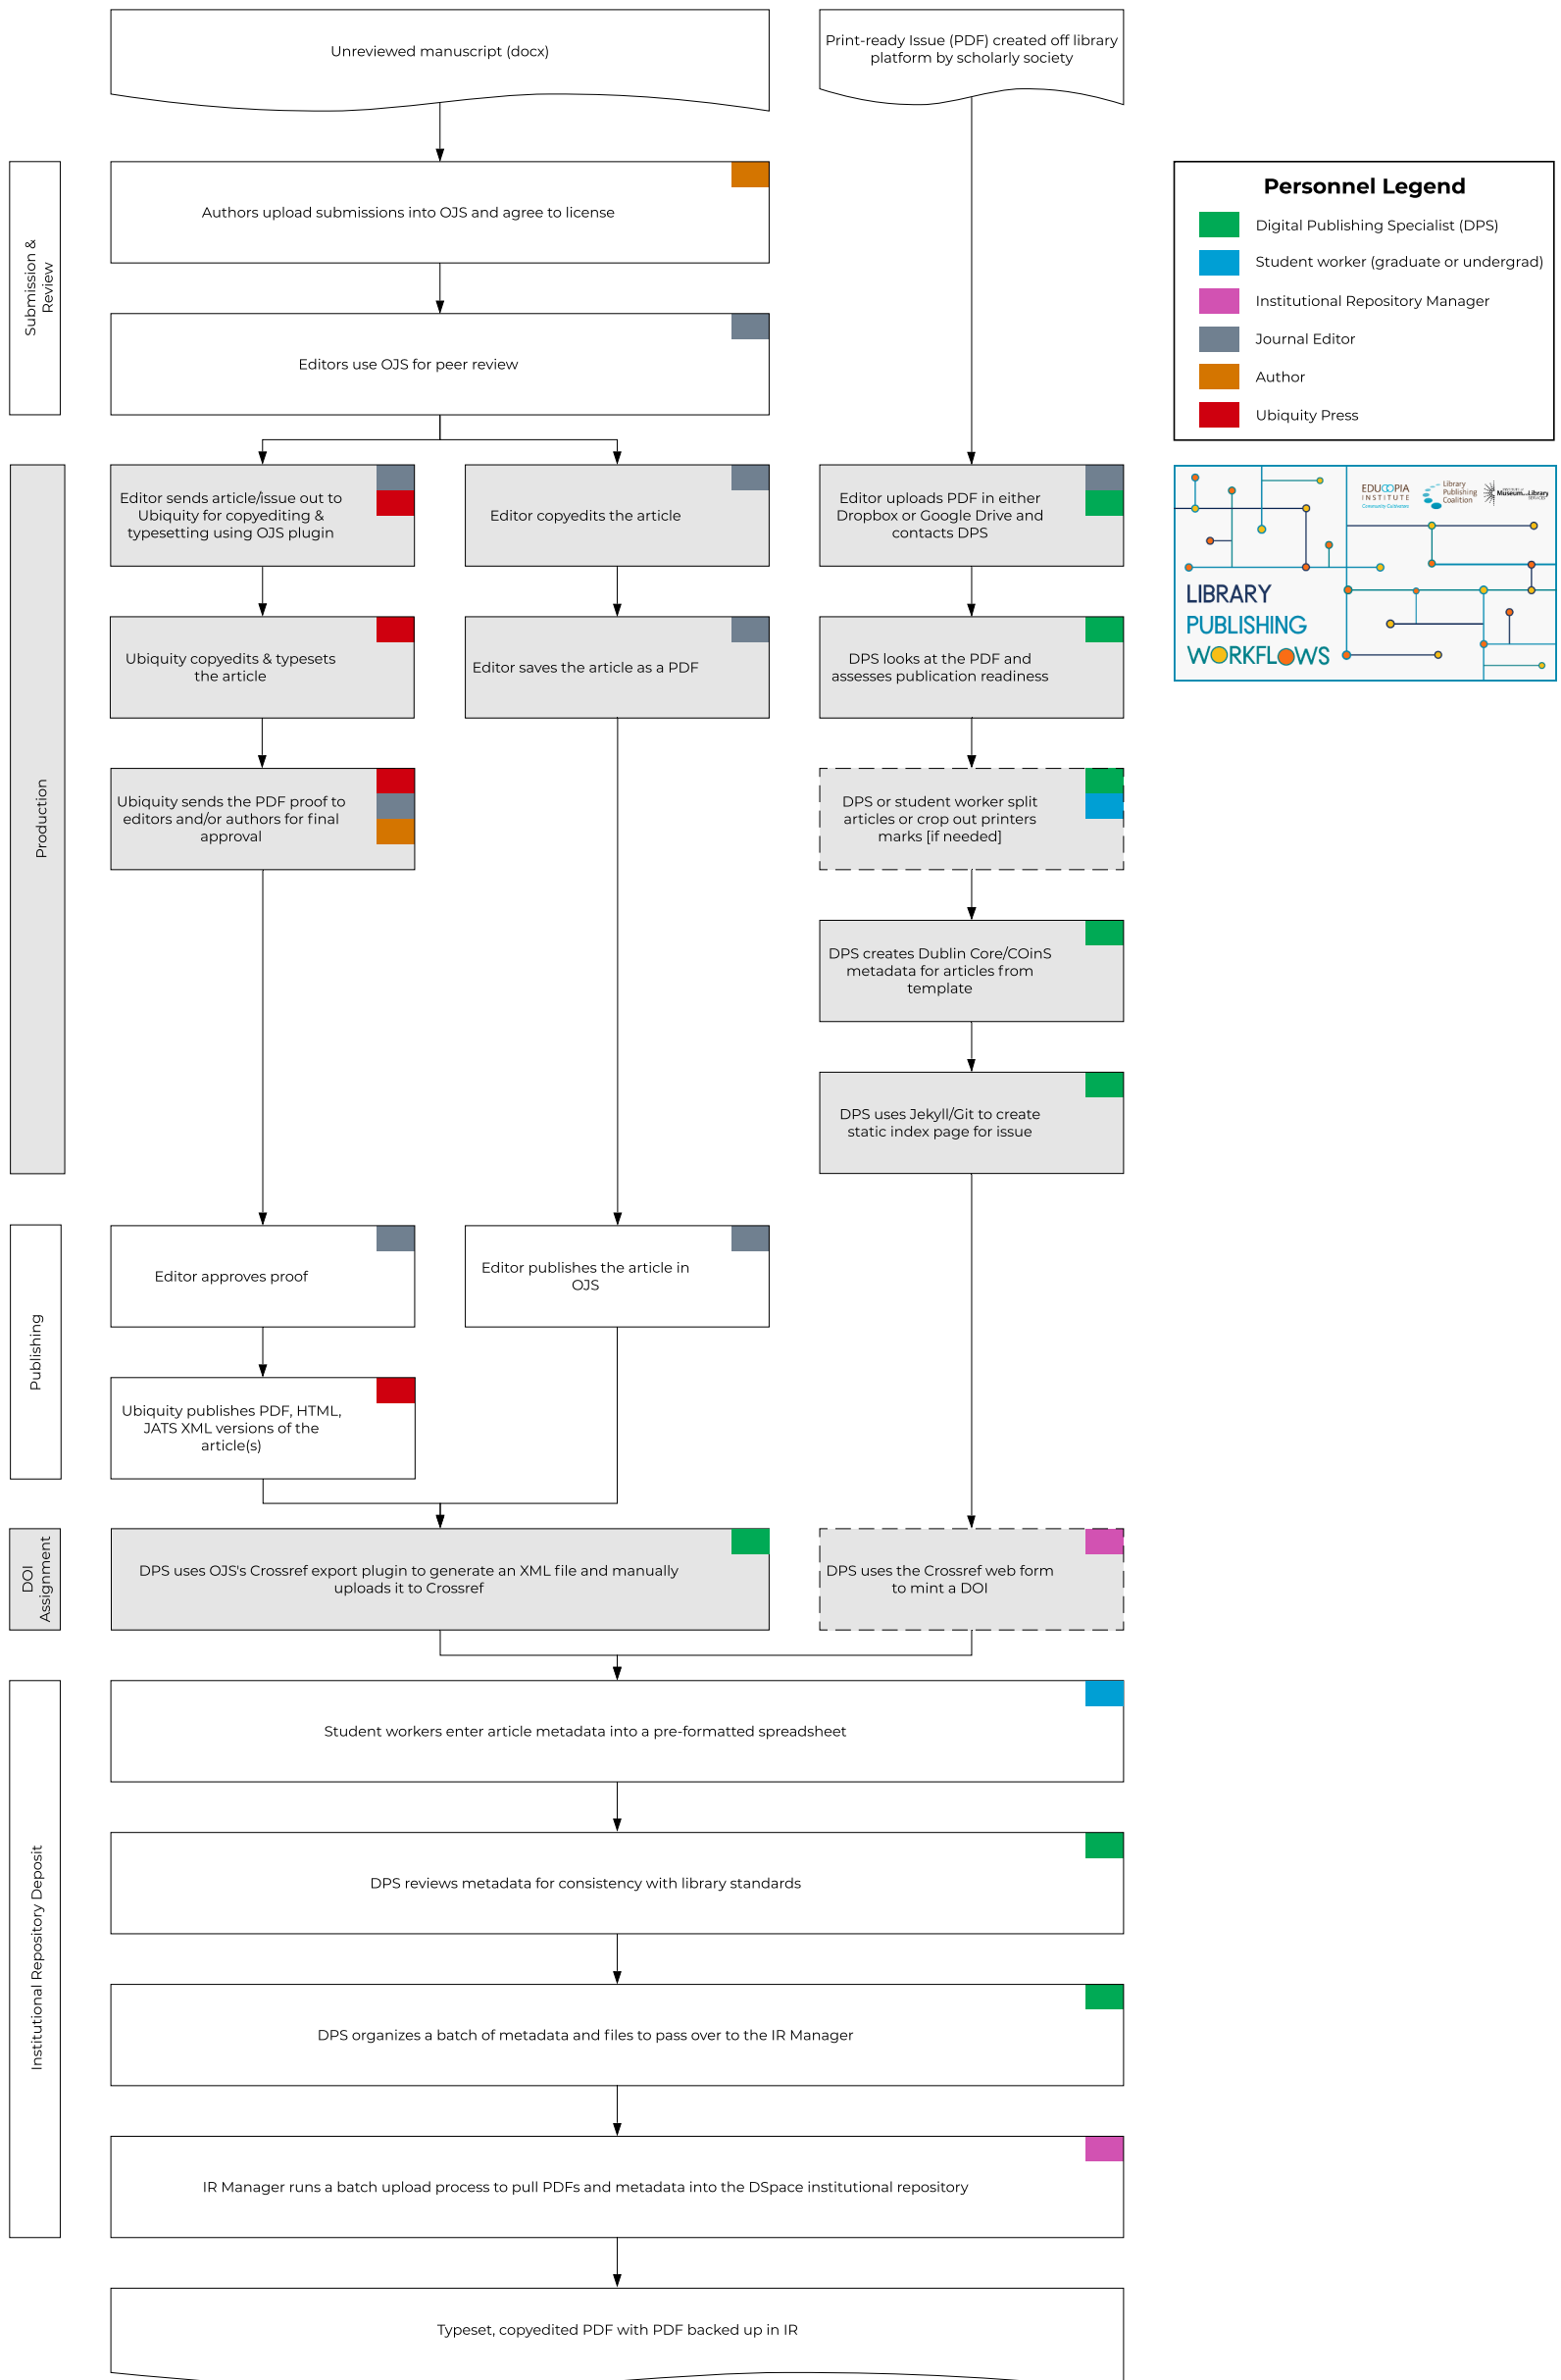 Unreviewed manuscript (docx)
Print-ready Issue (PDF) created off library
platform by scholarly society
Submission &
Review
Authors upload submissions into OJS and agree to license
Editors use OJS for peer review
Personnel Legend
Digital Publishing Specialist (DPS)
Student worker (graduate or undergrad)
Institutional Repository Manager
Journal Editor
Author
Ubiquity Press
EDUCOPIA
INSTITUTE
Community Cultivators
Library
Publishing
Coalition
Museum and Library
SERVICES
LIBRARY
PUBLISHING
WORKFLOWS
Production
Editor sends article/issue out to
Ubiquity for copyediting &
typesetting using OJS plugin
Editor copyedits the article
Editor uploads PDF in either
Dropbox or Google Drive and
contacts DPS
Ubiquity copyedits & typesets
the article
Editor saves the article as a PDF
DPS looks at the PDF and
assesses publication readiness
Ubiquity sends the PDF proof to
editors and/or authors for final
approval
DPS or student worker split
articles or crop out printers
marks [if needed]
DPS creates Dublin Core/COinS
metadata for articles from
template
DPS uses Jekyll/Git to create
static index page for issue
Publishing
Editor approves proof
Editor publishes the article in
OJS
Ubiquity publishes PDF, HTML,
JATS XML versions of the
article(s)
DOI
Assignment
DPS uses OJS's Crossref export plugin to generate an XML file and manually
uploads it to Crossref
DPS uses the Crossref web form
to mint a DOI
Institutional Repository Deposit
Student workers enter article metadata into a pre-formatted spreadsheet
DPS reviews metadata for consistency with library standards
DPS organizes a batch of metadata and files to pass over to the IR Manager
IR Manager runs a batch upload process to pull PDFs and metadata into the DSpace institutional repository
Typeset, copyedited PDF with PDF backed up in IR